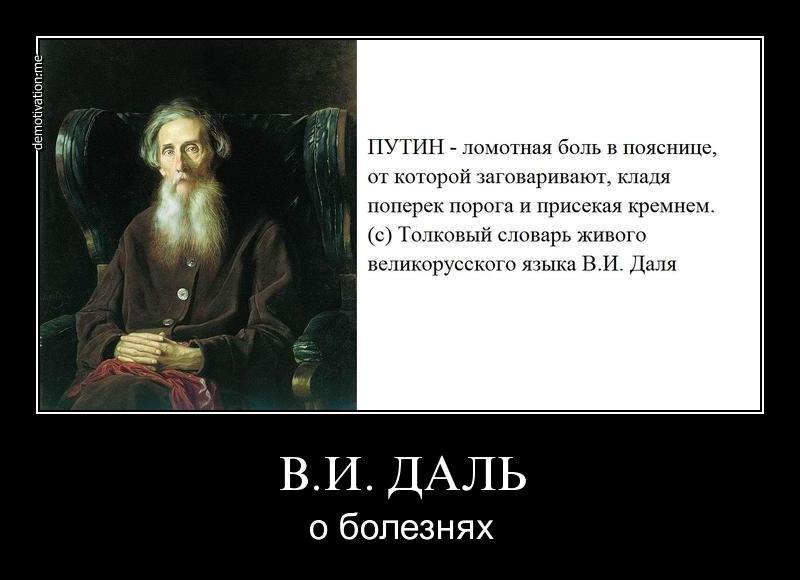 demotivation.me
ПУТИН - ломотная боль в пояснице,
от которой заговаривают, кладя
поперек порога и присекая кремнем.
(с) Толковый словарь живого
великорусского языка В.И. Даля
В.И. ДАЛЬ
о болезнях